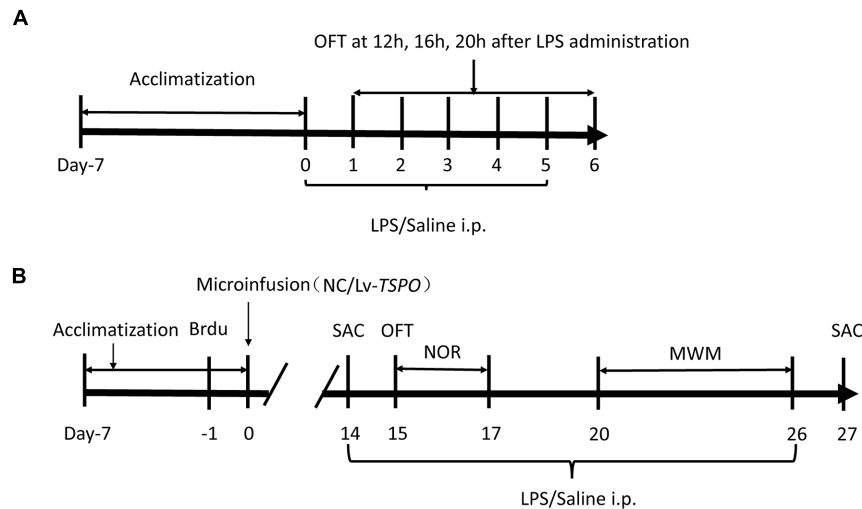 A
OFT at 12h, 16h, 20h after LPS administration
Acclimatization
Day-7 0 1 2 3 4 5 6
LPS/Saline i.p.
B
Microinfusion（NC/Lv-TSPO）
Acclimatization Brdu SAC OFT SAC
NOR MWM
Day-7 -1 0 14 15 17 20 26 27
LPS/Saline i.p.